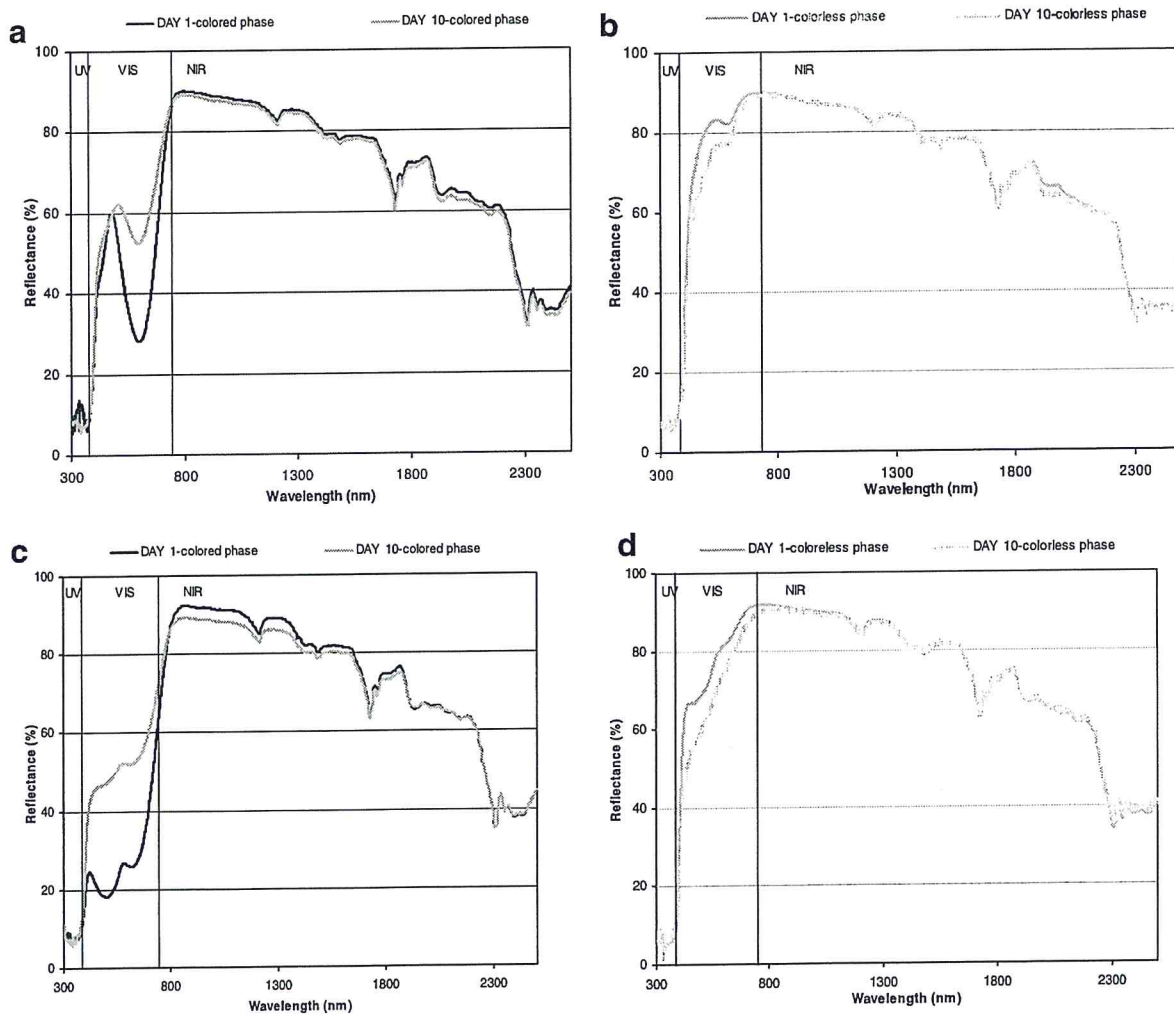 a
DAY 1-colored phase DAY 10-colored phase
100
80
60
40
20
0
UV VIS NIR
Reflectance (%)
300 800 1300 1800 2300
Wavelength (nm)
b
DAY 1-colorless phase DAY 10-colorless phase
100
80
60
40
20
0
UV VIS NIR
Reflectance (%)
300 800 1300 1800 2300
Wavelength (nm)
c
DAY 1-colored phase DAY 10-colored phase
100
80
60
40
20
0
UV VIS NIR
Reflectance (%)
300 800 1300 1800 2300
Wavelength (nm)
d
DAY 1-coloreless phase DAY 10-colorless phase
100
80
60
40
20
0
UV VIS NIR
Reflectance (%)
300 800 1300 1800 2300
Wavelength (nm)